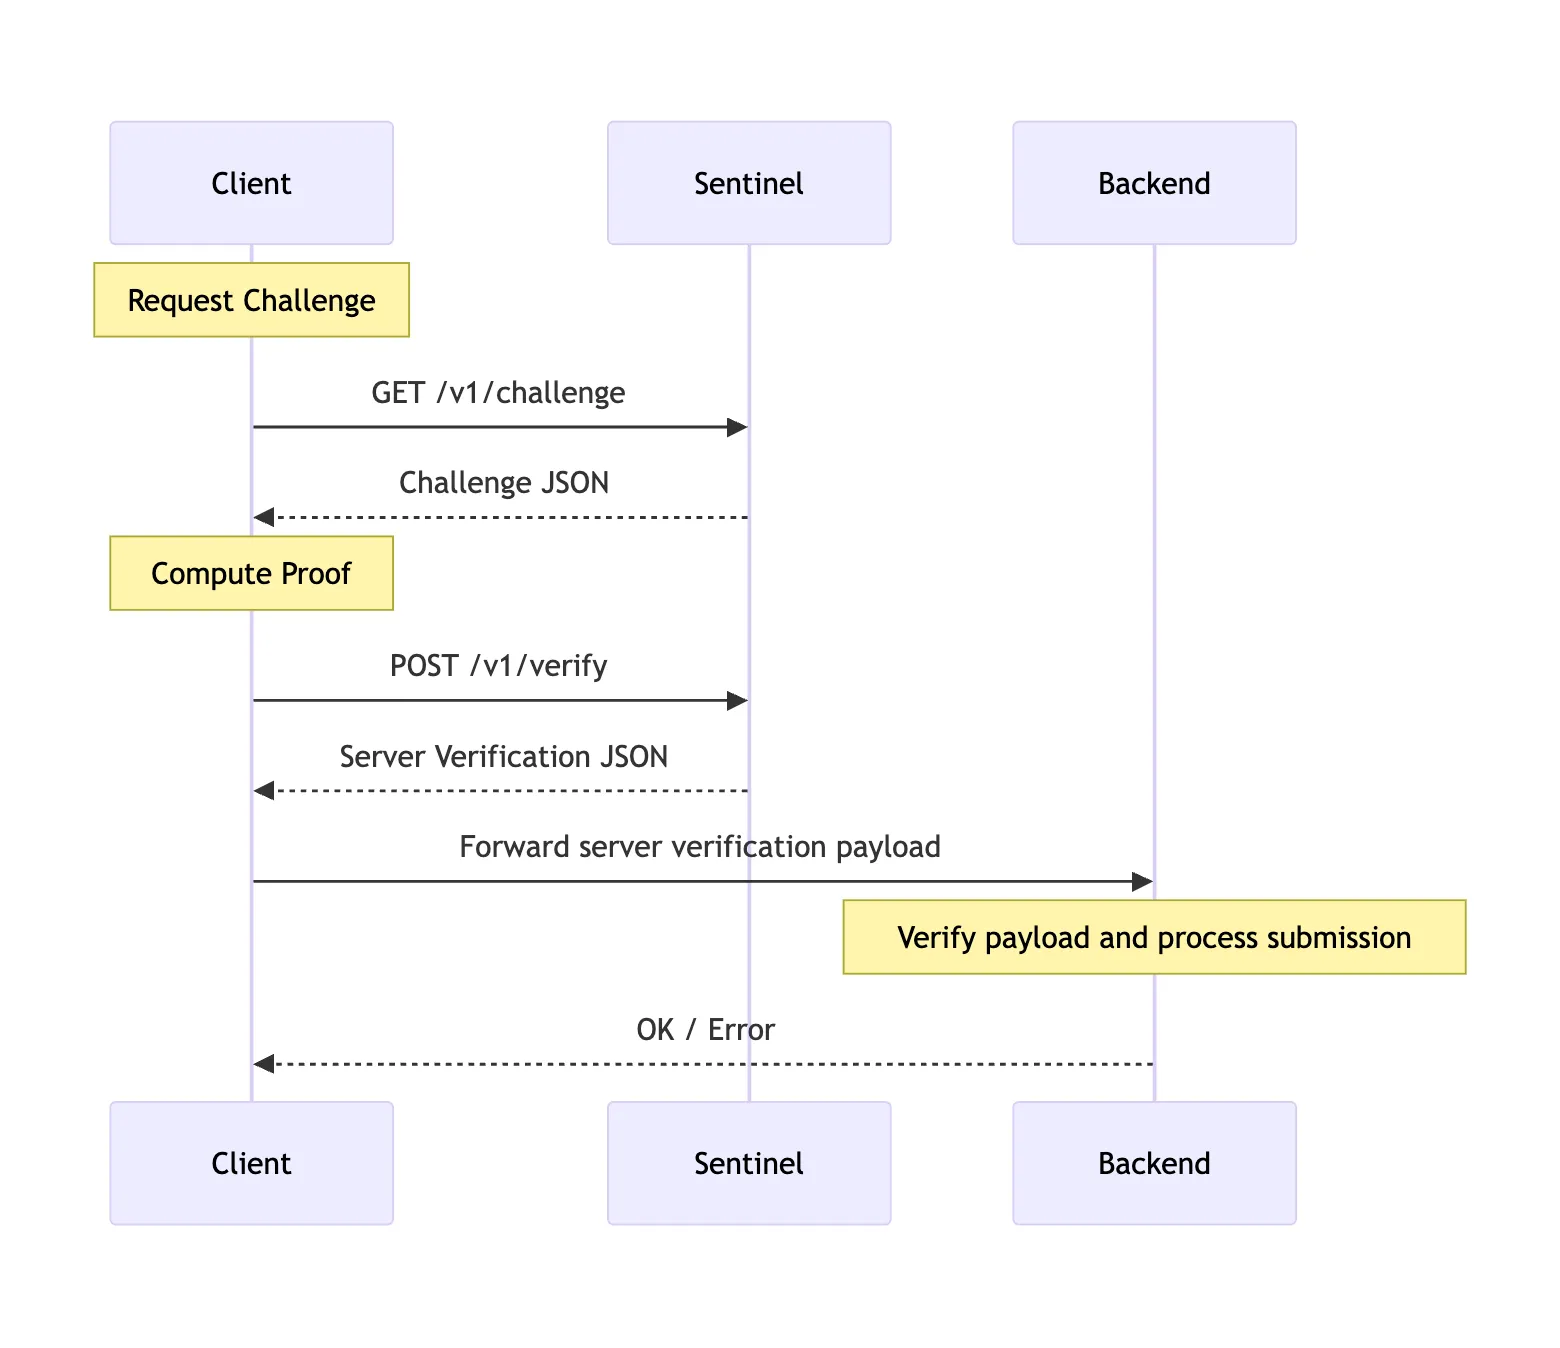 Client
Sentinel
Backend
Request Challenge
GET /v1/challenge
Challenge JSON
Compute Proof
POST /v1/verify
Server Verification JSON
Forward server verification payload
Verify payload and process submission
OK / Error
Client
Sentinel
Backend